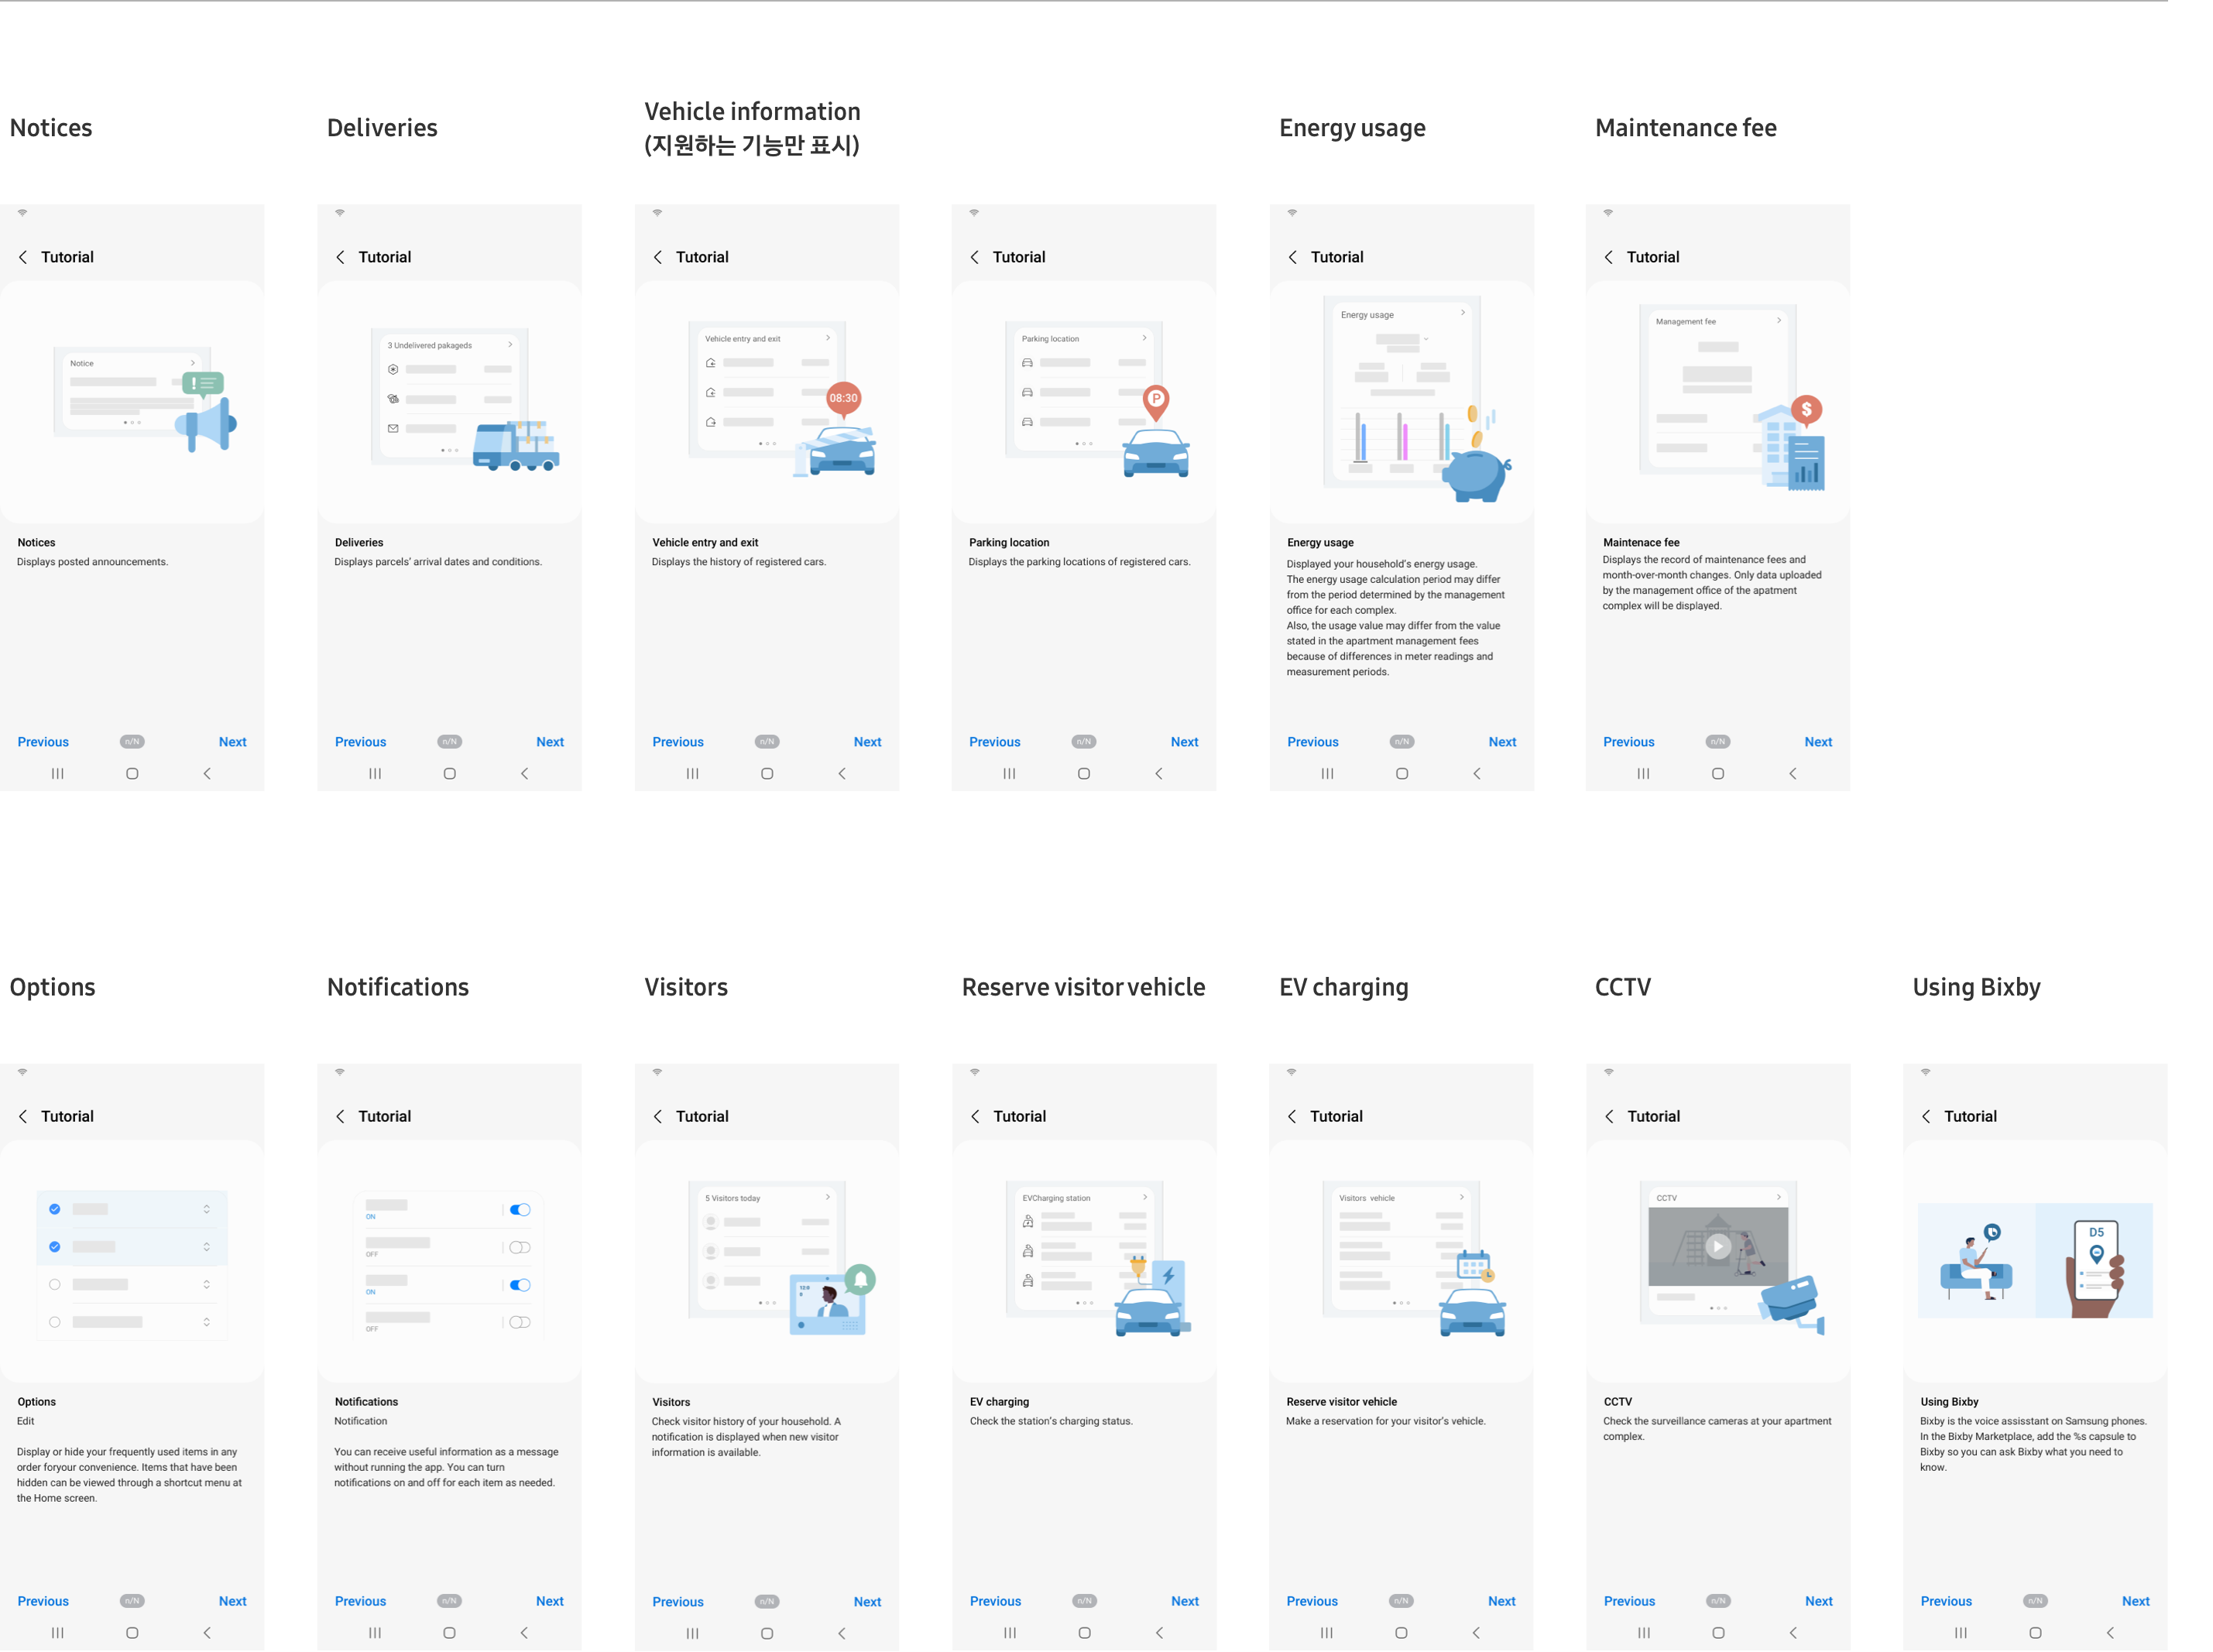 Notices
Deliveries
Vehicle information
(지원하는 기능만 표시)
Energy usage
Maintenance fee
Tutorial
Notice
Notices
Displays posted announcements.
Previous
n/N
Next
Tutorial
3 Undelivered pakageds
Deliveries
Displays parcels' arrival dates and conditions.
Previous
n/N
Next
Tutorial
Vehicle entry and exit
08:30
Vehicle entry and exit
Displays the history of registered cars.
Previous
n/N
Next
Tutorial
Parking location
P
Parking location
Displays the parking locations of registered cars.
Previous
n/N
Next
Tutorial
Energy usage
Energy usage
Displayed your household's energy usage.
The energy usage calculation period may differ
from the period determined by the management
office for each complex.
Also, the usage value may differ from the value
stated in the apartment management fees
because of differences in meter readings and
measurement periods.
Previous
n/N
Next
Tutorial
Management fee
$
Maintenace fee
Displays the record of maintenance fees and
month-over-month changes. Only data uploaded
by the management office of the apatment
complex will be displayed.
Previous
n/N
Next
Options
Notifications
Visitors
Reserve visitor vehicle
EV charging
CCTV
Using Bixby
Tutorial
Options
Edit
Display or hide your frequently used items in any
order foryour convenience. Items that have been
hidden can be viewed through a shortcut menu at
the Home screen.
Previous
n/N
Next
Tutorial
ON
OFF
ON
OFF
Notifications
Notification
You can receive useful information as a message
without running the app. You can turn
notifications on and off for each item as needed.
Previous
n/N
Next
Tutorial
5 Visitors today
12:0
8
Visitors
Check visitor history of your household. A
notification is displayed when new visitor
information is available.
Previous
n/N
Next
Tutorial
EVCharging station
EV charging
Check the station's charging status.
Previous
n/N
Next
Tutorial
Visitors vehicle
Reserve visitor vehicle
Make a reservation for your visitor's vehicle.
Previous
n/N
Next
Tutorial
CCTV
CCTV
Check the surveillance cameras at your apartment
complex.
Previous
n/N
Next
Tutorial
D5
Using Bixby
Bixby is the voice assisstant on Samsung phones.
In the Bixby Marketplace, add the %s capsule to
Bixby so you can ask Bixby what you need to
know.
Previous
n/N
Next